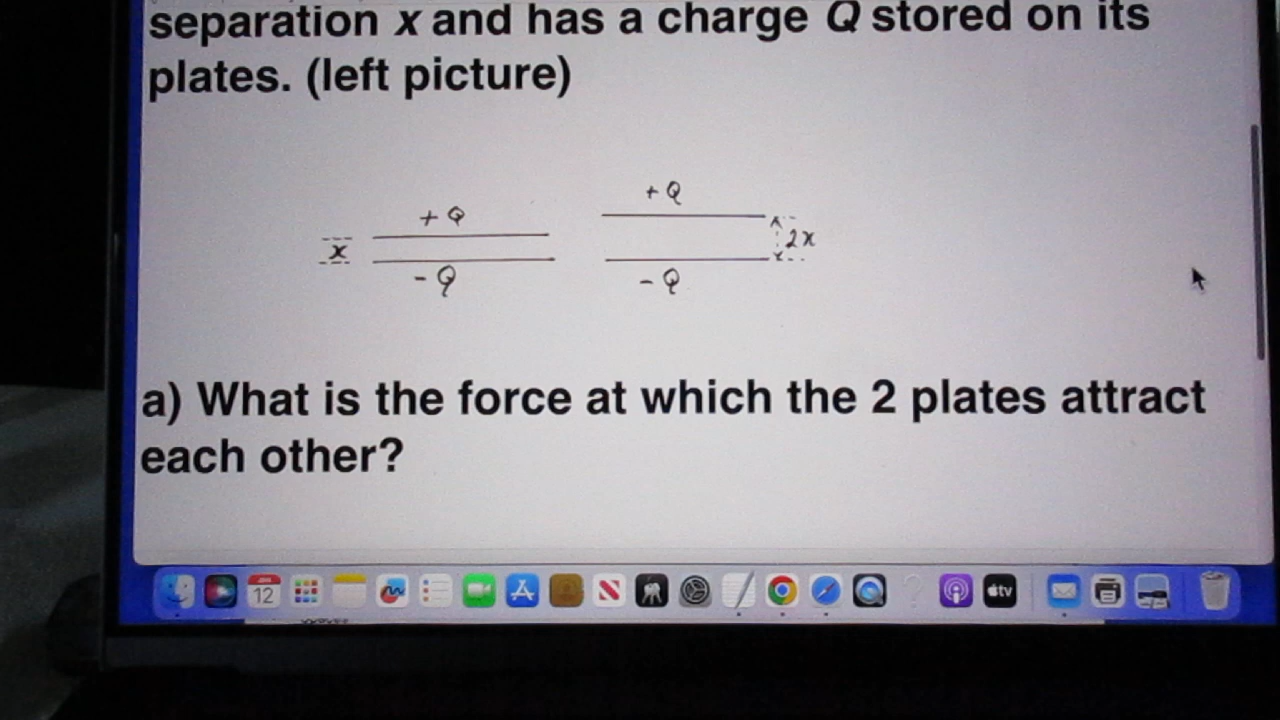 separation x and has a charge Q stored on its
plates. (left picture)
+ Q
+ Q
x
2x
- Q
- Q
a) What is the force at which the 2 plates attract
each other?
12
tv